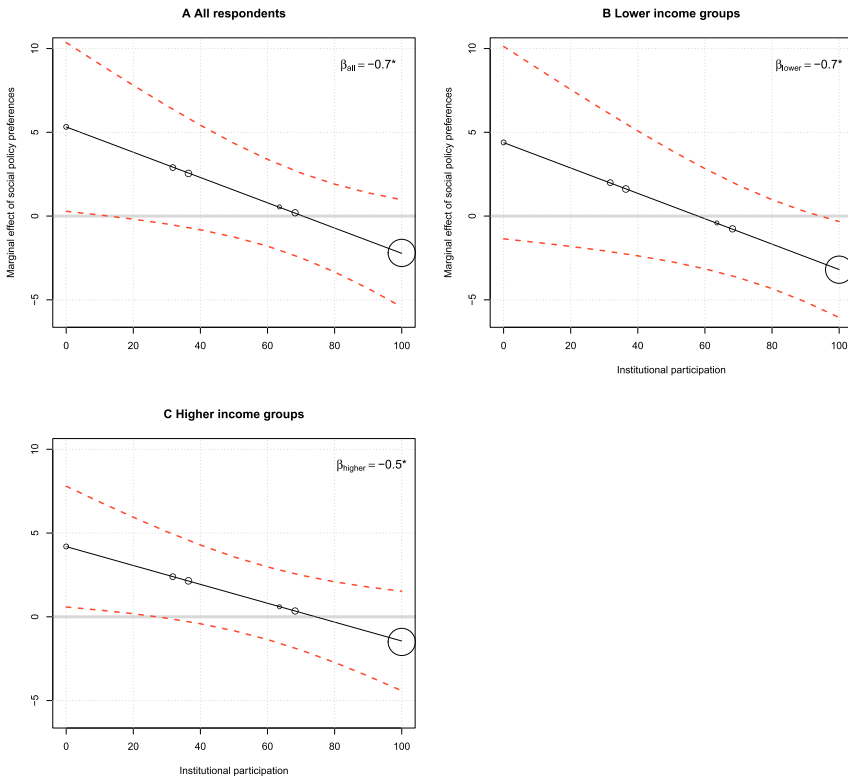 A All respondents
Marginal effect of social policy preferences
10
5
0
−5
βall = −0.7*
0 20 40 60 80 100
B Lower income groups
Marginal effect of social policy preferences
10
5
0
−5
βlower = −0.7*
0 20 40 60 80 100
Institutional participation
C Higher income groups
10
5
0
−5
βhigher = −0.5*
0 20 40 60 80 100
Institutional participation